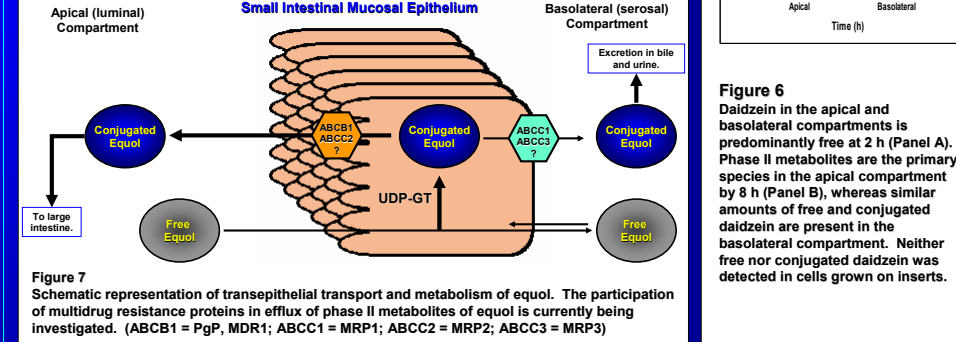 Small Intestinal Mucosal Epithelium
Apical (luminal)
Compartment
Basolateral (serosal)
Compartment
Excretion in bile
and urine.
Conjugated
Equol
ABCB1
ABCC2
?
Conjugated
Equol
ABCC1
ABCC3
?
Conjugated
Equol
UDP-GT
To large
intestine.
Free
Equol
Free
Equol
Figure 7
Schematic representation of transepithelial transport and metabolism of equol. The participation
of multidrug resistance proteins in efflux of phase II metabolites of equol is currently being
investigated. (ABCB1 = PgP, MDR1; ABCC1 = MRP1; ABCC2 = MRP2; ABCC3 = MRP3)
Apical Basolateral
Time (h)
Figure 6
Daidzein in the apical and
basolateral compartments is
predominantly free at 2 h (Panel A).
Phase II metabolites are the primary
species in the apical compartment
by 8 h (Panel B), whereas similar
amounts of free and conjugated
daidzein are present in the
basolateral compartment. Neither
free nor conjugated daidzein was
detected in cells grown on inserts.